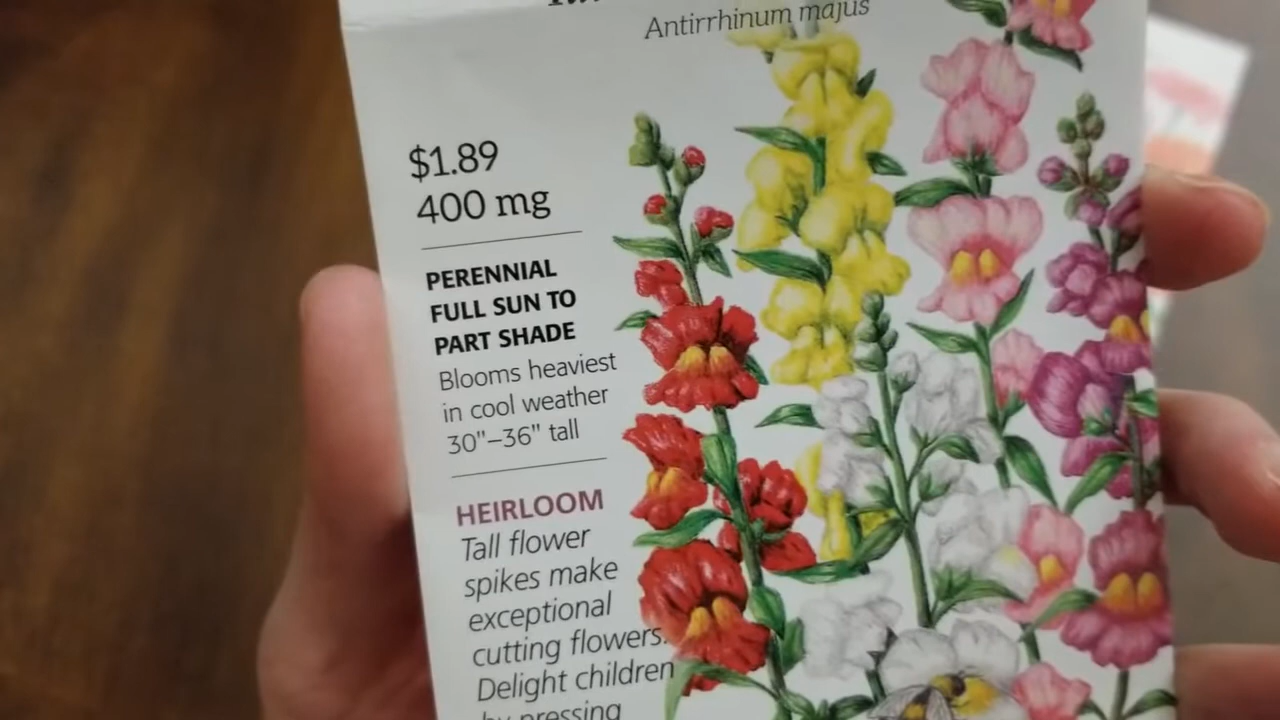 Antirrhinum majus
$1.89
400 mg
PERENNIAL
FULL SUN TO
PART SHADE
Blooms heaviest
in cool weather
30"–36" tall
HEIRLOOM
Tall flower
spikes make
exceptional
cutting flowers.
Delight children
by pressing